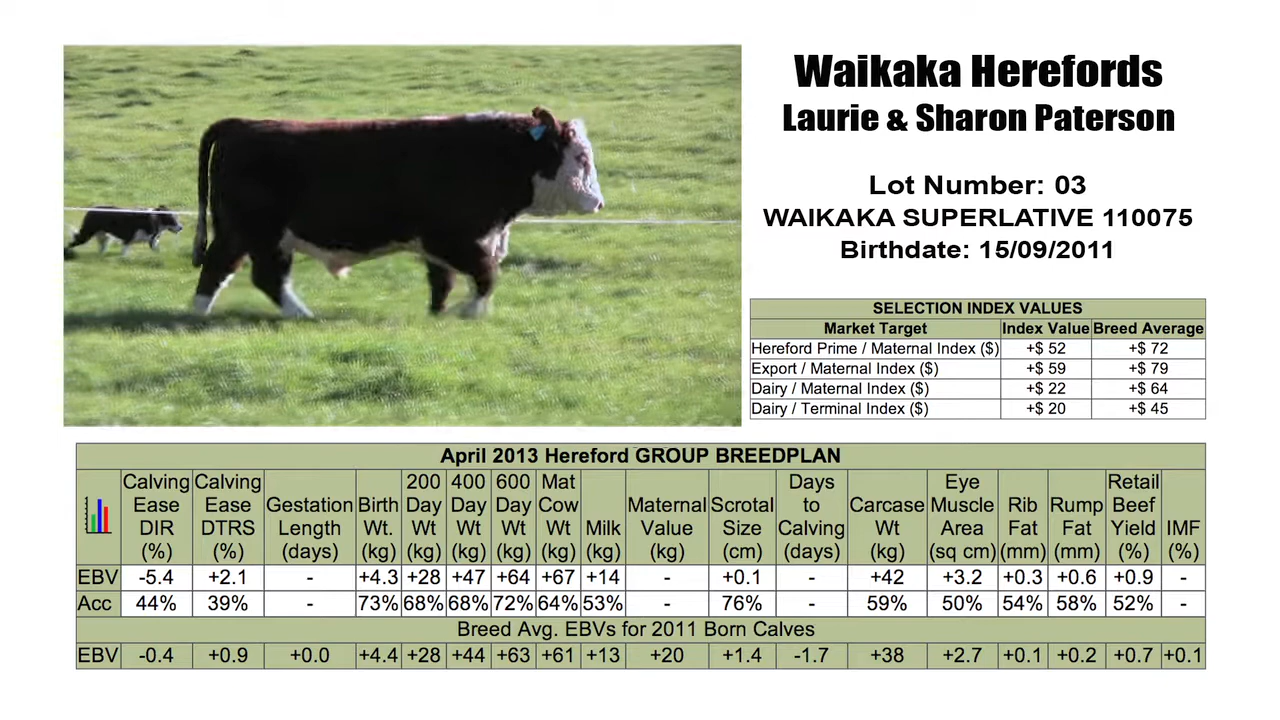 Waikaka Herefords
Laurie & Sharon Paterson
Lot Number: 03
WAIKAKA SUPERLATIVE 110075
Birthdate: 15/09/2011
SELECTION INDEX VALUES
Market Target Index Value Breed Average
Hereford Prime / Maternal Index ($) +$ 52 +$ 72
Export / Maternal Index ($) +$ 59 +$ 79
Dairy / Maternal Index ($) +$ 22 +$ 64
Dairy / Terminal Index ($) +$ 20 +$ 45
April 2013 Hereford GROUP BREEDPLAN
Calving Calving 200 400 600 Mat Days Eye Retail
Ease Ease Gestation Birth Day Day Day Cow Maternal Scrotal to Carcase Muscle Rib Rump Beef
DIR DTRS Length Wt. Wt Wt Wt Wt Milk Value Size Calving Wt Area Fat Fat Yield IMF
(%) (%) (days) (kg) (kg) (kg) (kg) (kg) (kg) (kg) (cm) (days) (kg) (sq cm) (mm) (mm) (%) (%)
EBV -5.4 +2.1 - +4.3 +28 +47 +64 +67 +14 - +0.1 - +42 +3.2 +0.3 +0.6 +0.9 -
Acc 44% 39% - 73% 68% 68% 72% 64% 53% - 76% - 59% 50% 54% 58% 52% -
Breed Avg. EBVs for 2011 Born Calves
EBV -0.4 +0.9 +0.0 +4.4 +28 +44 +63 +61 +13 +20 +1.4 -1.7 +38 +2.7 +0.1 +0.2 +0.7 +0.1